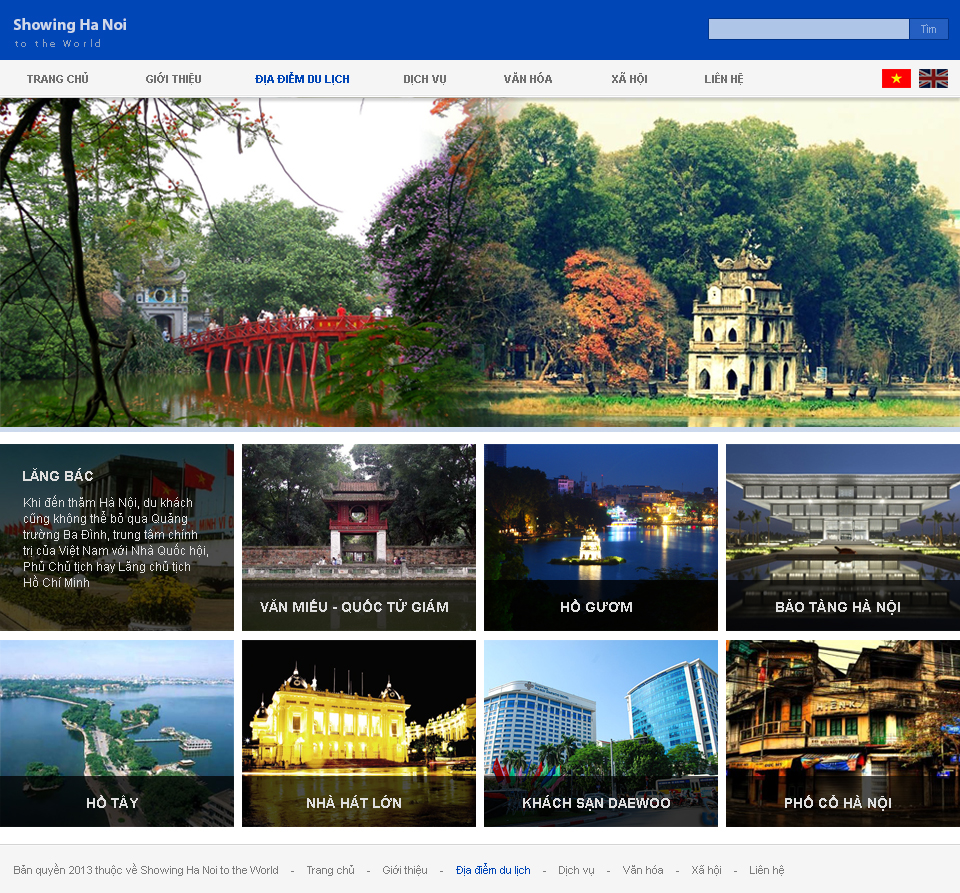 Showing Ha Noi
to the World
Tìm
TRANG CHỦ GIỚI THIỆU ĐỊA ĐIỂM DU LỊCH DỊCH VỤ VĂN HÓA XÃ HỘI LIÊN HỆ
LĂNG BÁC
Khi đến thăm Hà Nội, du khách
cũng không thể bỏ qua Quảng
trường Ba Đình, trung tâm chính
trị của Việt Nam với Nhà Quốc hội,
Phủ Chủ tịch hay Lăng chủ tịch
Hồ Chí Minh
VĂN MIẾU - QUỐC TỬ GIÁM
HỒ GƯƠM
BẢO TÀNG HÀ NỘI
HỒ TÂY
NHÀ HÁT LỚN
KHÁCH SẠN DAEWOO
PHỐ CỔ HÀ NỘI
Bản quyền 2013 thuộc về Showing Ha Noi to the World - Trang chủ - Giới thiệu - Địa điểm du lịch - Dịch vụ - Văn hóa - Xã hội - Liên hệ